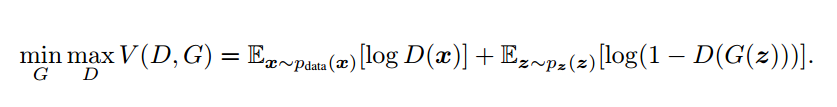 min_G max_D V(D, G) = 𝔼_{𝒙∼p_data(𝒙)}[log D(𝒙)] + 𝔼_{𝒛∼p_𝒛(𝒛)}[log(1 − D(G(𝒛)))].